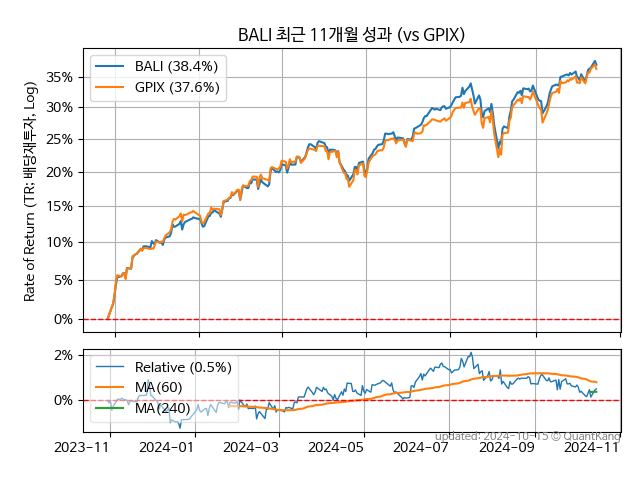 BALI 최근 11개월 성과 (vs GPIX)
BALI (38.4%)
GPIX (37.6%)
Rate of Return (TR; 배당재투자, Log)
35%
30%
25%
20%
15%
10%
5%
0%
2%
0%
Relative (0.5%)
MA(60)
MA(240)
updated: 2024-10-15 © QuantKang
2023-11 2024-01 2024-03 2024-05 2024-07 2024-09 2024-11